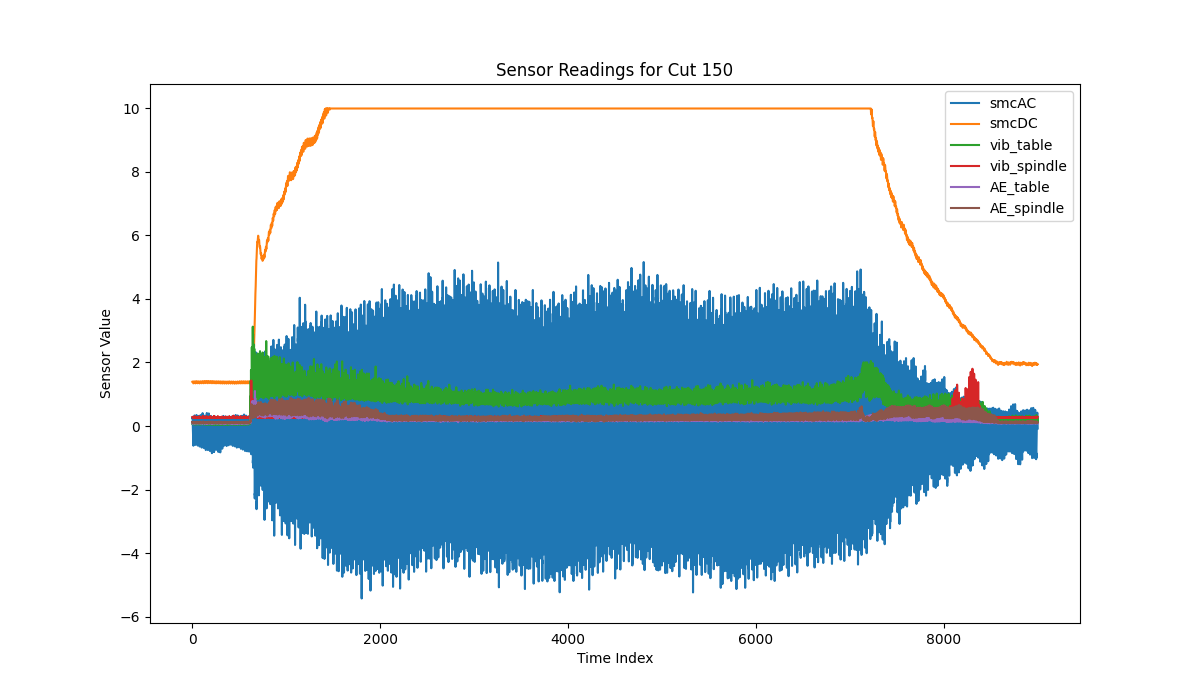 Sensor Readings for Cut 150
smcAC
smcDC
vib_table
vib_spindle
AE_table
AE_spindle
Sensor Value
10
8
6
4
2
0
−2
−4
−6
0
2000
4000
6000
8000
Time Index